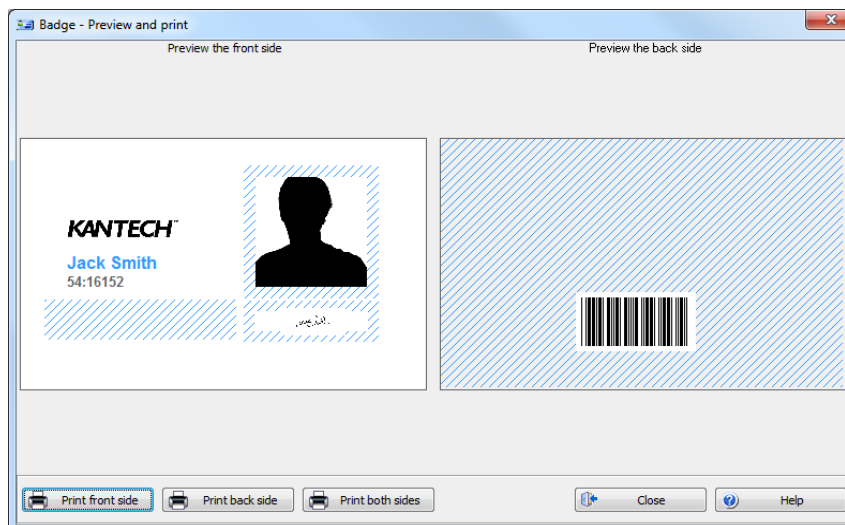 Badge - Preview and print
Preview the front side
Preview the back side
KANTECH™
Jack Smith
54:16152
Print front side
Print back side
Print both sides
Close
Help